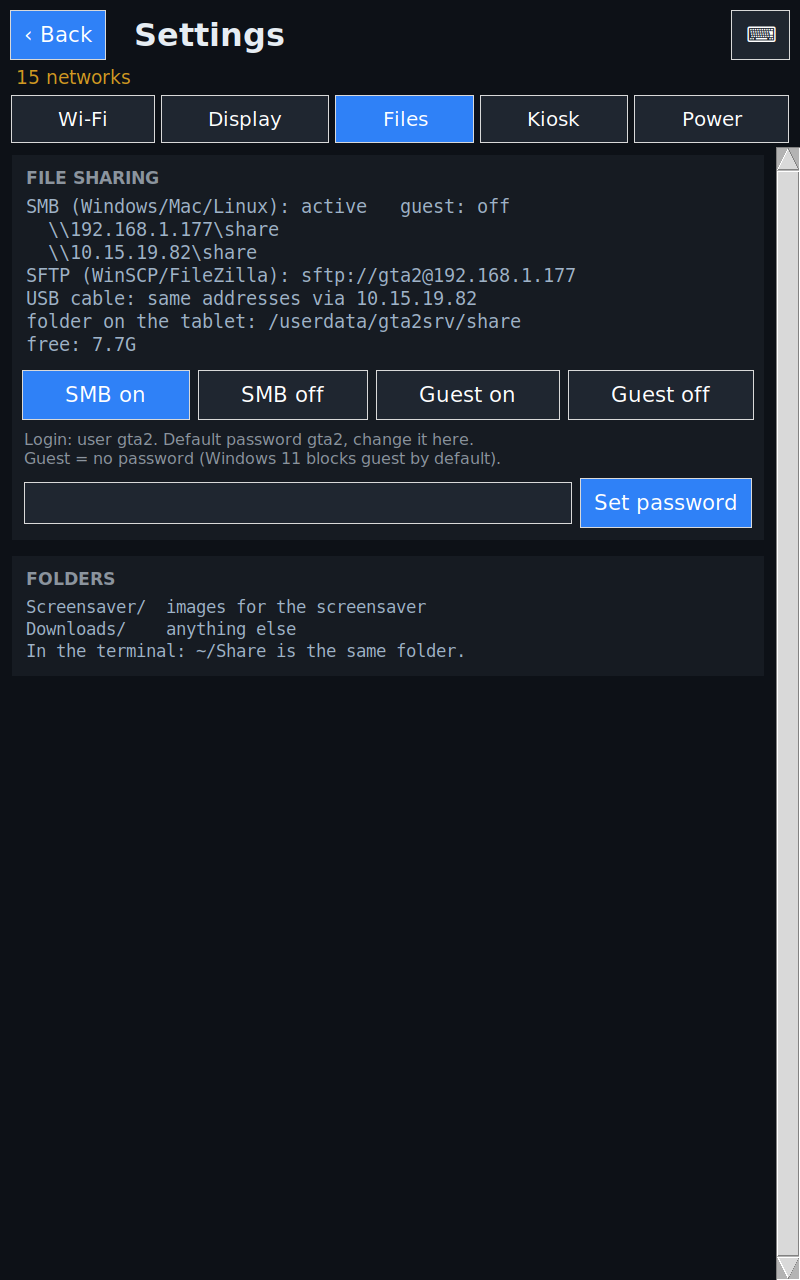 ‹ Back Settings ⌨
15 networks
Wi-Fi Display Files Kiosk Power
FILE SHARING
SMB (Windows/Mac/Linux): active   guest: off
  \\192.168.1.177\share
  \\10.15.19.82\share
SFTP (WinSCP/FileZilla): sftp://gta2@192.168.1.177
USB cable: same addresses via 10.15.19.82
folder on the tablet: /userdata/gta2srv/share
free: 7.7G
SMB on SMB off Guest on Guest off
Login: user gta2. Default password gta2, change it here.
Guest = no password (Windows 11 blocks guest by default).
Set password
FOLDERS
Screensaver/  images for the screensaver
Downloads/    anything else
In the terminal: ~/Share is the same folder.